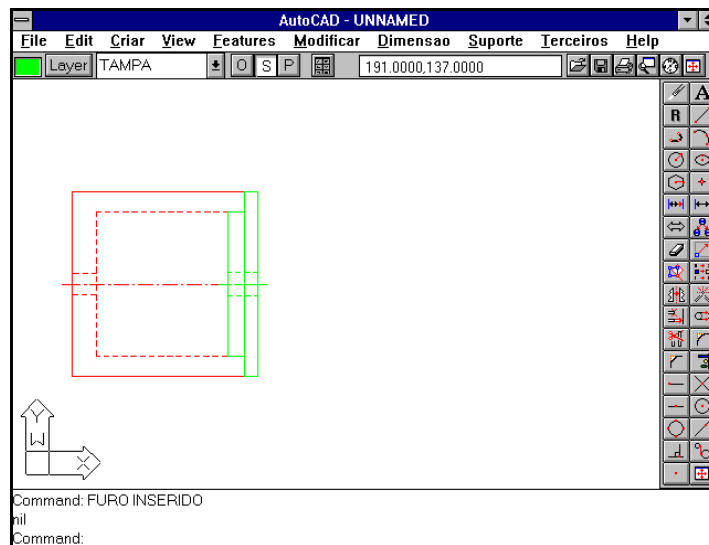 AutoCAD - UNNAMED
File Edit Criar View Features Modificar Dimensao Suporte Terceiros Help
Layer TAMPA O S P 191.0000,137.0000
A
R
Y
W
X
Command: FURO INSERIDO
nil
Command: